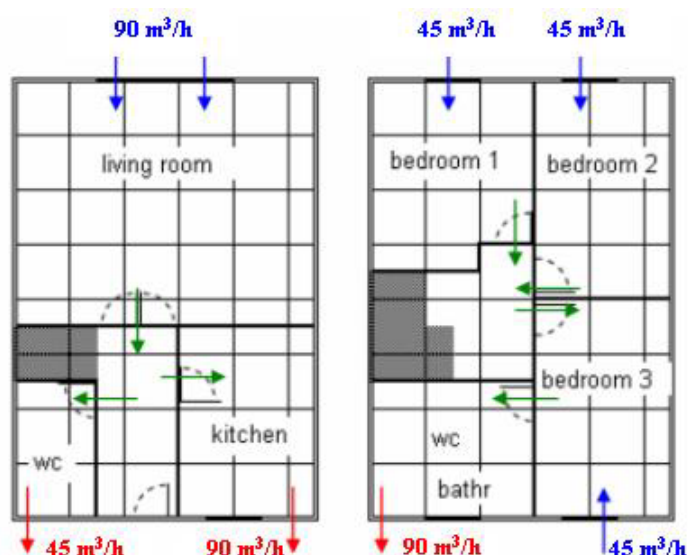 90 m³/h
45 m³/h
45 m³/h
living room
bedroom 1
bedroom 2
bedroom 3
kitchen
wc
wc
bathr
45 m³/h
90 m³/h
90 m³/h
45 m³/h